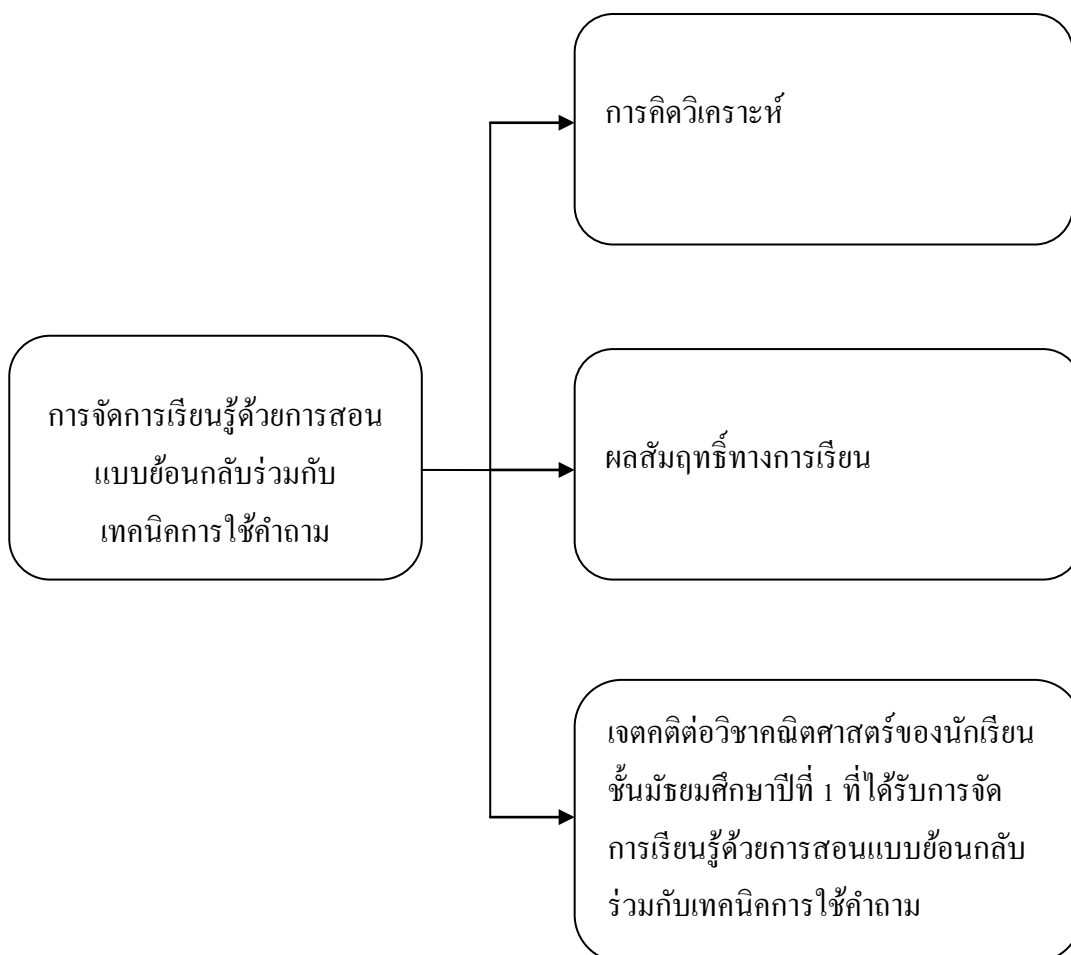 การคิดวิเคราะห์
การจัดการเรียนรู้ด้วยการสอน
แบบย้อนกลับร่วมกับ
เทคนิคการใช้คำถาม
ผลสัมฤทธิ์ทางการเรียน
เจตคติต่อวิชาคณิตศาสตร์ของนักเรียน
ชั้นมัธยมศึกษาปีที่ 1 ที่ได้รับการจัด
การเรียนรู้ด้วยการสอนแบบย้อนกลับ
ร่วมกับเทคนิคการใช้คำถาม